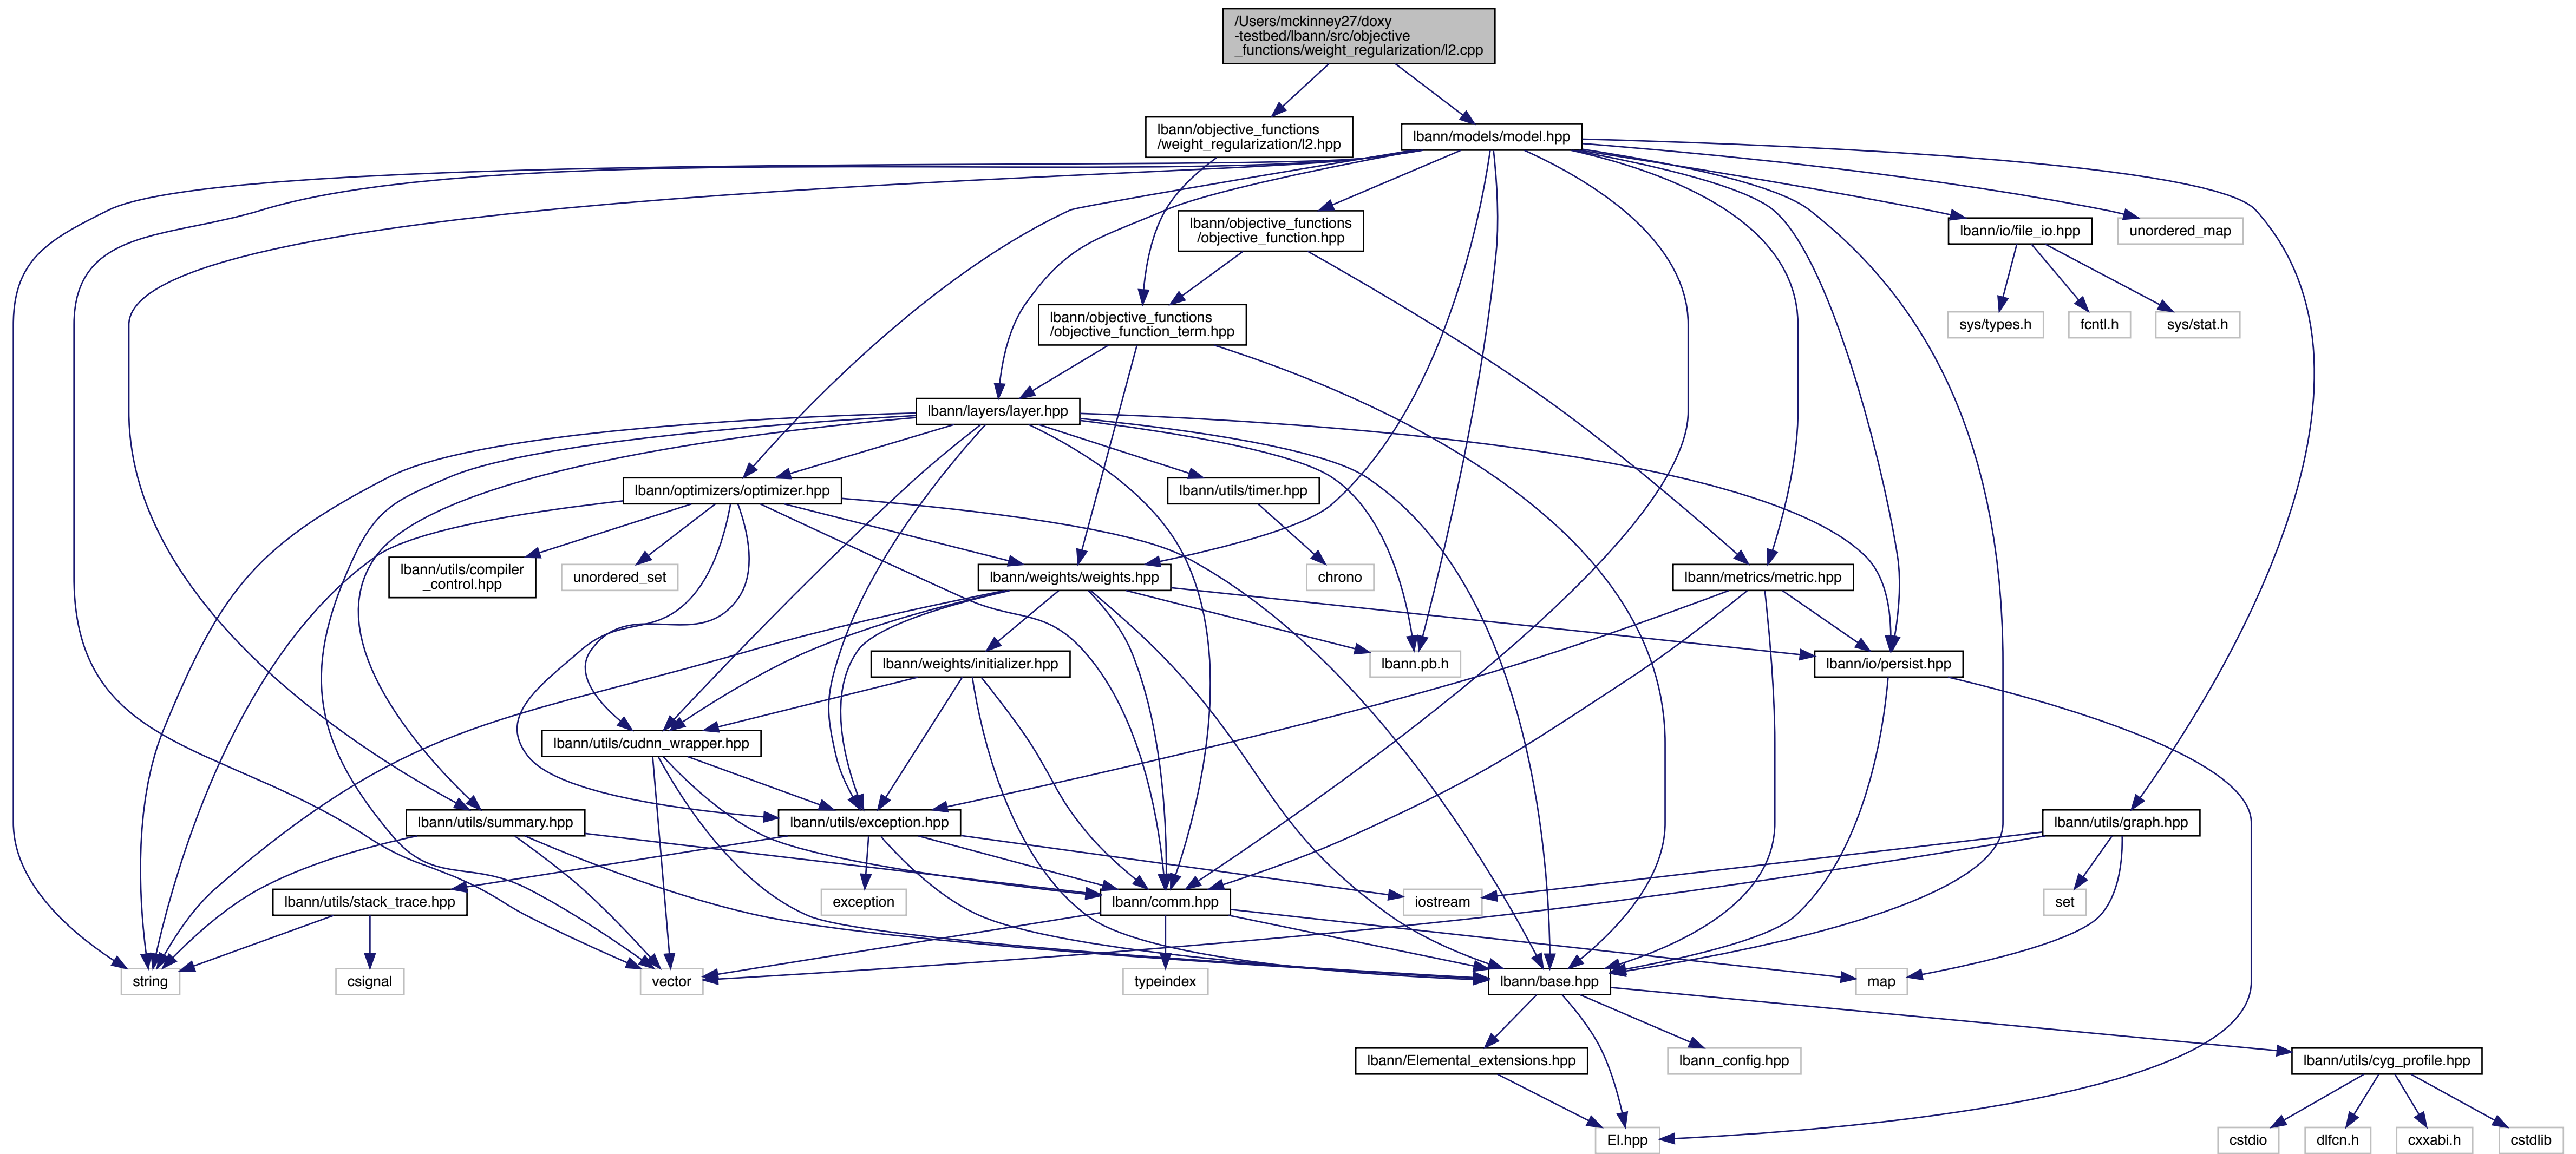 /Users/mckinney27/doxy
-testbed/lbann/src/objective
_functions/weight_regularization/l2.cpp
lbann/objective_functions
/weight_regularization/l2.hpp
lbann/models/model.hpp
lbann/objective_functions
/objective_function.hpp
lbann/io/file_io.hpp
unordered_map
lbann/objective_functions
/objective_function_term.hpp
sys/types.h
fcntl.h
sys/stat.h
lbann/layers/layer.hpp
lbann/optimizers/optimizer.hpp
lbann/utils/timer.hpp
lbann/utils/compiler
_control.hpp
unordered_set
lbann/weights/weights.hpp
chrono
lbann/metrics/metric.hpp
lbann/weights/initializer.hpp
lbann.pb.h
lbann/io/persist.hpp
lbann/utils/cudnn_wrapper.hpp
lbann/utils/summary.hpp
lbann/utils/exception.hpp
lbann/utils/graph.hpp
lbann/utils/stack_trace.hpp
exception
lbann/comm.hpp
iostream
set
string
csignal
vector
typeindex
lbann/base.hpp
map
lbann/Elemental_extensions.hpp
lbann_config.hpp
lbann/utils/cyg_profile.hpp
El.hpp
cstdio
dlfcn.h
cxxabi.h
cstdlib